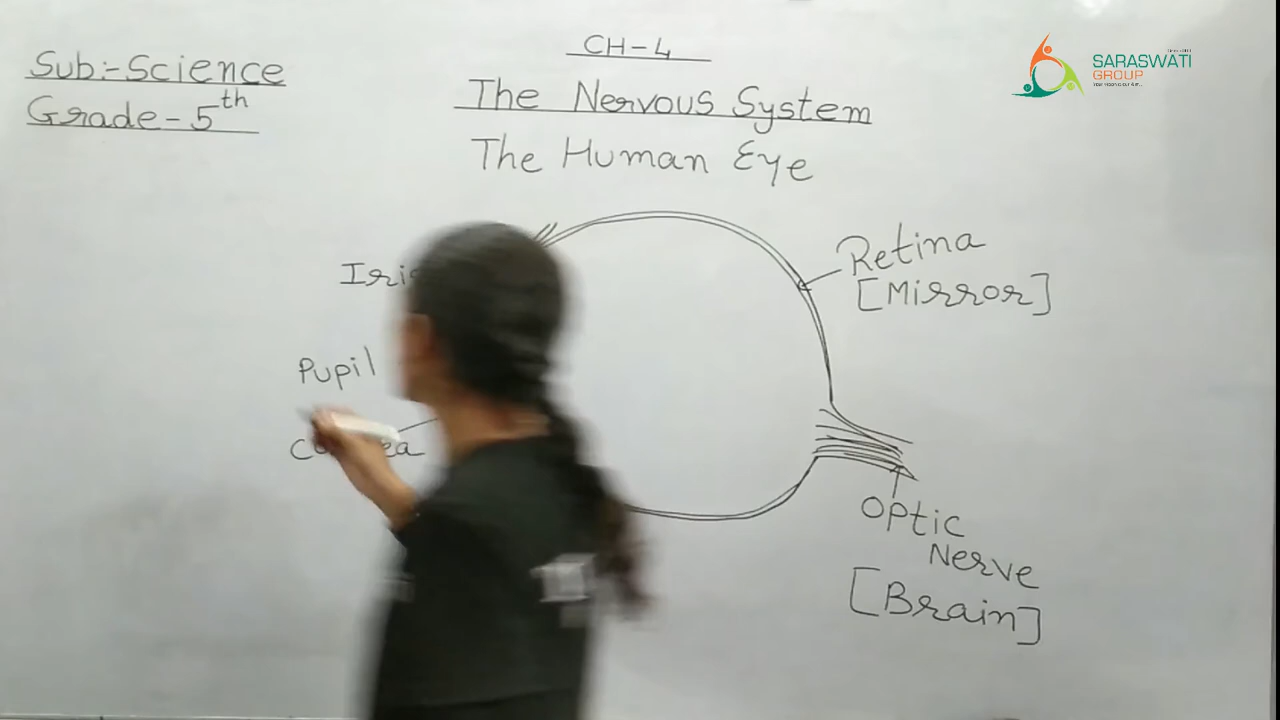 Sub:- Science
Grade - 5th
CH-4
The Nervous System
The Human Eye
SARASWATI
GROUP
Retina
[Mirror]
Pupil
Optic
Nerve
[Brain]